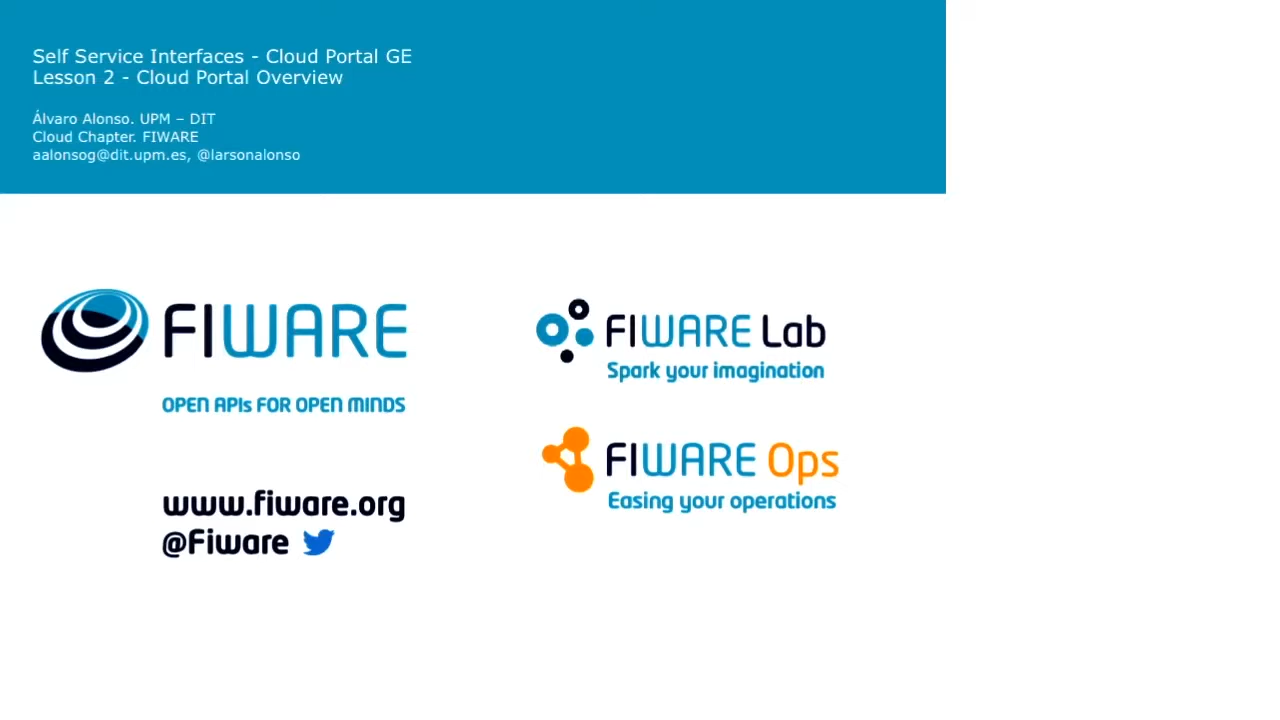 Self Service Interfaces - Cloud Portal GE
Lesson 2 - Cloud Portal Overview
Álvaro Alonso. UPM – DIT
Cloud Chapter. FIWARE
aalonsog@dit.upm.es, @larsonalonso
FIWARE
OPEN APIs FOR OPEN MINDS
www.fiware.org
@Fiware
FIWARE Lab
Spark your imagination
FIWARE Ops
Easing your operations